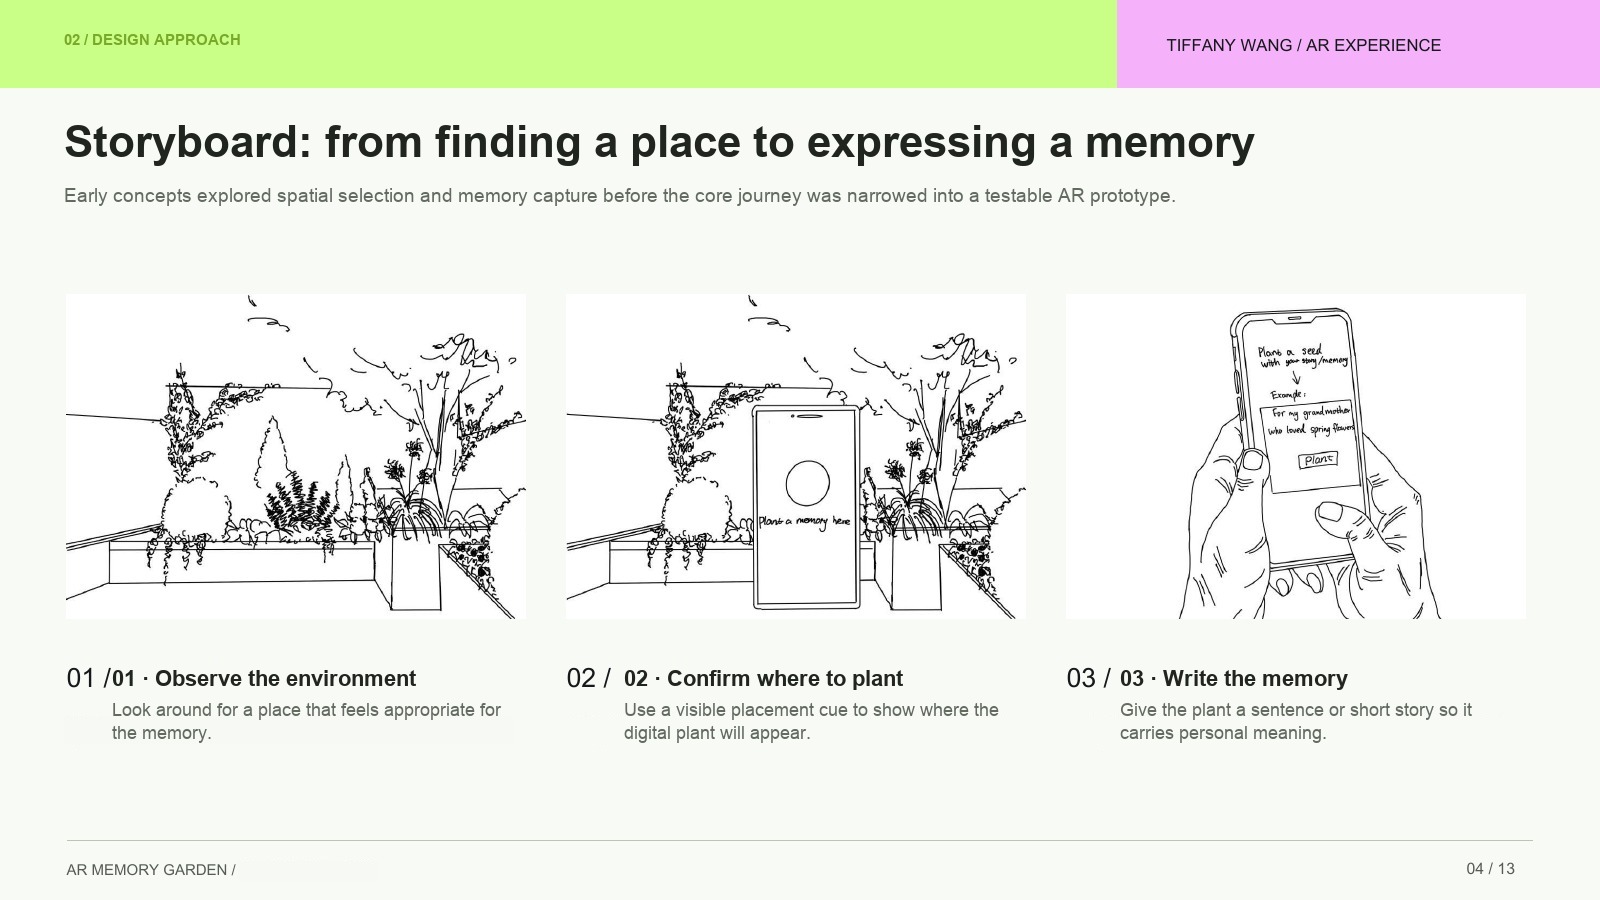 02 / DESIGN APPROACH
TIFFANY WANG / AR EXPERIENCE
Storyboard: from finding a place to expressing a memory
Early concepts explored spatial selection and memory capture before the core journey was narrowed into a testable AR prototype.
Plant a memory here
Plant a seed
with your story/memory
Example:
For my grandmother
who loved spring flowers
Plant
01 /01 · Observe the environment
Look around for a place that feels appropriate for
the memory.
02 / 02 · Confirm where to plant
Use a visible placement cue to show where the
digital plant will appear.
03 / 03 · Write the memory
Give the plant a sentence or short story so it
carries personal meaning.
AR MEMORY GARDEN /
04 / 13